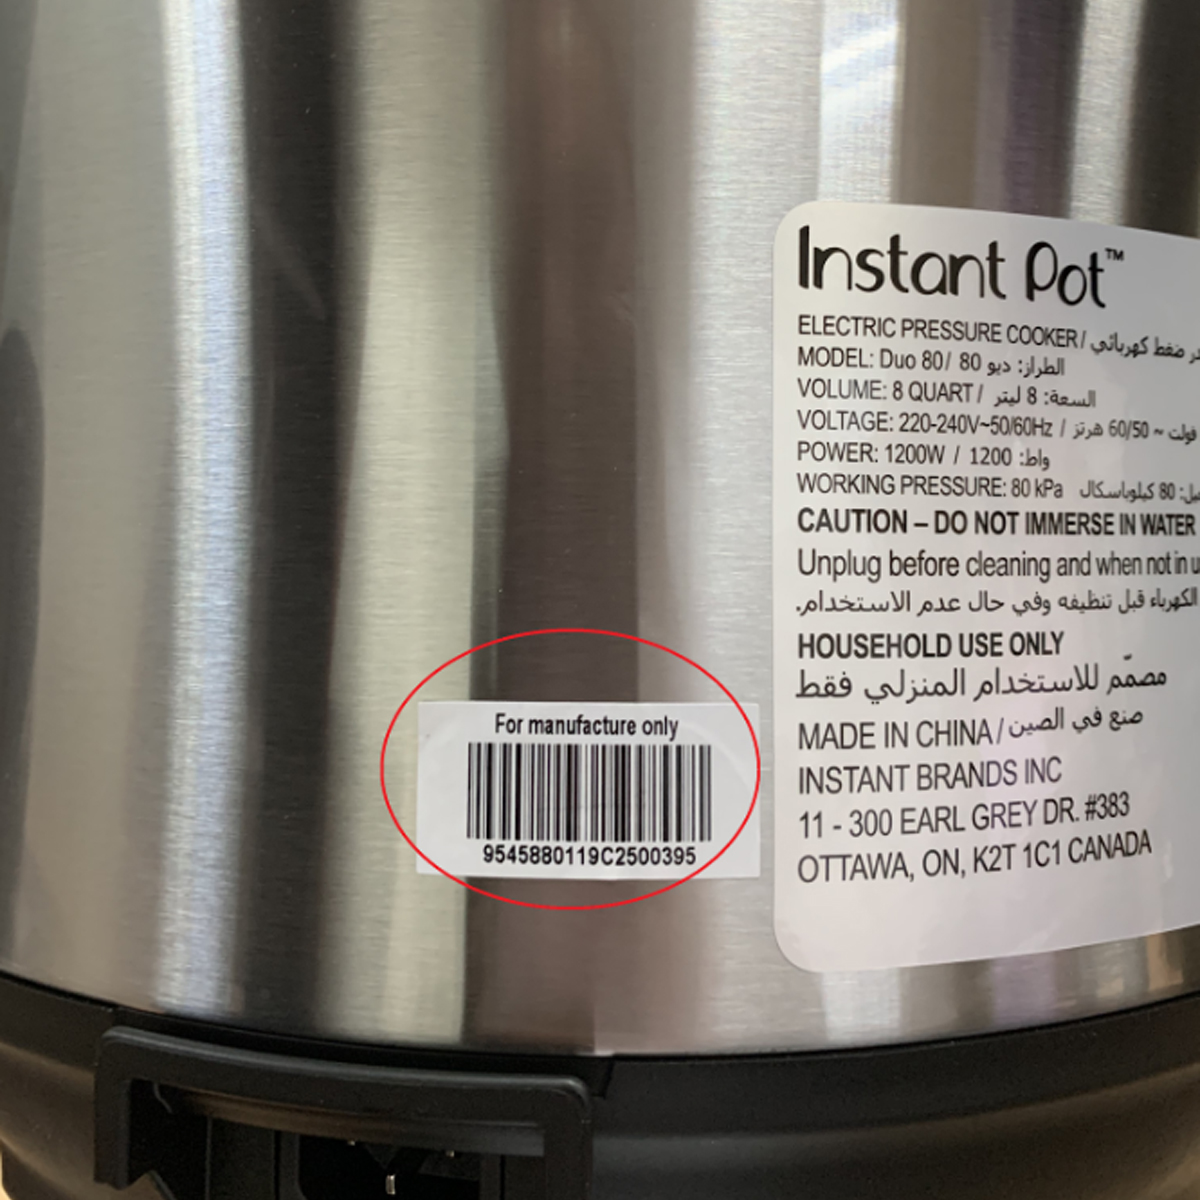 For manufacture only
9545880119C2500395
Instant Pot™
ELECTRIC PRESSURE COOKER / ضغط كهربائي
MODEL: Duo 80 / 80 الطراز: ديو
VOLUME: 8 QUART / السعة: 8 ليتر
VOLTAGE: 220-240V~50/60Hz / فولت ~ 60/50 هرتز
POWER: 1200W / 1200 واط:
WORKING PRESSURE: 80 kPa 80 كيلوباسكال
CAUTION – DO NOT IMMERSE IN WATER
Unplug before cleaning and when not in
الكهرباء قبل تنظيفه وفي حال عدم الاستخدام.
HOUSEHOLD USE ONLY
مصمّم للاستخدام المنزلي فقط
MADE IN CHINA / صنع في الصين
INSTANT BRANDS INC
11 - 300 EARL GREY DR. #383
OTTAWA, ON, K2T 1C1 CANADA